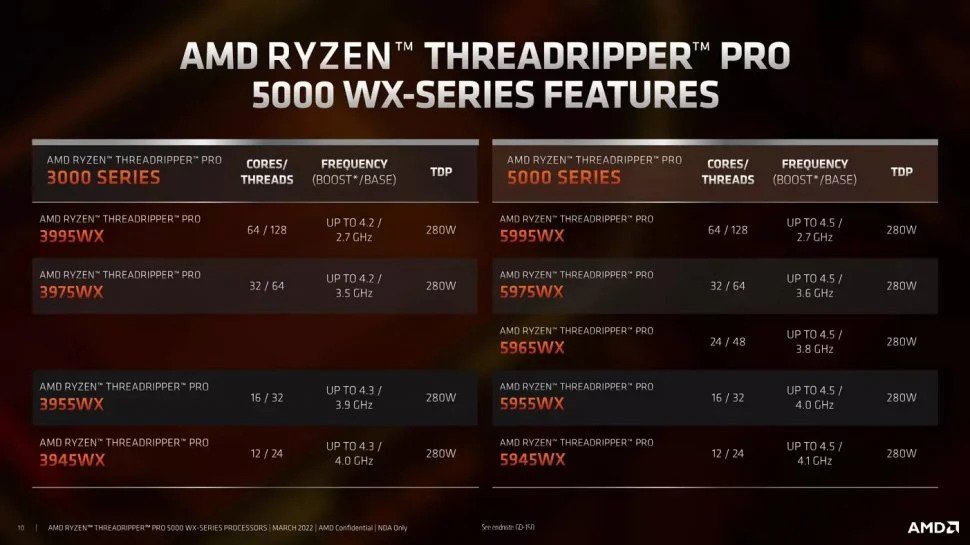 AMD RYZEN™ THREADRIPPER™ PRO
5000 WX-SERIES FEATURES
AMD RYZEN™ THREADRIPPER™ PRO
3000 SERIES
CORES/
THREADS
FREQUENCY
(BOOST*/BASE)
TDP
AMD RYZEN™ THREADRIPPER™ PRO
3995WX
64 / 128
UP TO 4.2 /
2.7 GHz
280W
AMD RYZEN™ THREADRIPPER™ PRO
3975WX
32 / 64
UP TO 4.2 /
3.5 GHz
280W
AMD RYZEN™ THREADRIPPER™ PRO
3955WX
16 / 32
UP TO 4.3 /
3.9 GHz
280W
AMD RYZEN™ THREADRIPPER™ PRO
3945WX
12 / 24
UP TO 4.3 /
4.0 GHz
280W
AMD RYZEN™ THREADRIPPER™ PRO
5000 SERIES
CORES/
THREADS
FREQUENCY
(BOOST*/BASE)
TDP
AMD RYZEN™ THREADRIPPER™ PRO
5995WX
64 / 128
UP TO 4.5 /
2.7 GHz
280W
AMD RYZEN™ THREADRIPPER™ PRO
5975WX
32 / 64
UP TO 4.5 /
3.6 GHz
280W
AMD RYZEN™ THREADRIPPER™ PRO
5965WX
24 / 48
UP TO 4.5 /
3.8 GHz
280W
AMD RYZEN™ THREADRIPPER™ PRO
5955WX
16 / 32
UP TO 4.5 /
4.0 GHz
280W
AMD RYZEN™ THREADRIPPER™ PRO
5945WX
12 / 24
UP TO 4.5 /
4.1 GHz
280W
10 | AMD RYZEN™ THREADRIPPER™ PRO 5000 WX-SERIES PROCESSORS | MARCH 2022 | AMD Confidential | NDA Only
See endnote GD-150
AMD